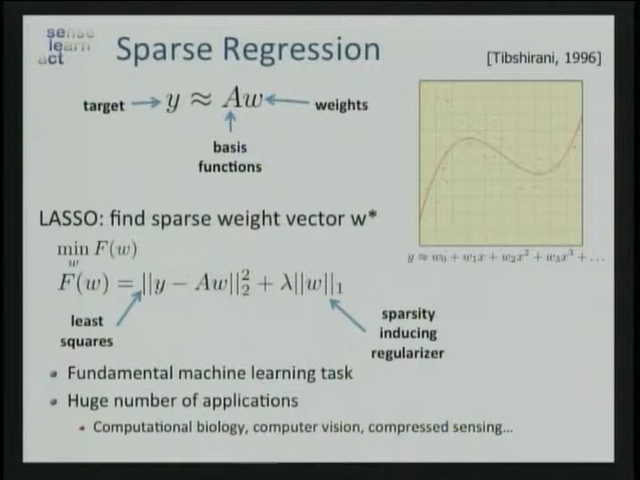 sense
learn
act
Sparse Regression
[Tibshirani, 1996]
target → y ≈ Aw ← weights
basis
functions
LASSO: find sparse weight vector w*
min F(w)
w
F(w) = ||y − Aw||₂² + λ||w||₁
y ≈ w₀ + w₁x + w₂x² + w₃x³ + ...
least
squares
sparsity
inducing
regularizer
• Fundamental machine learning task
• Huge number of applications
• Computational biology, computer vision, compressed sensing…